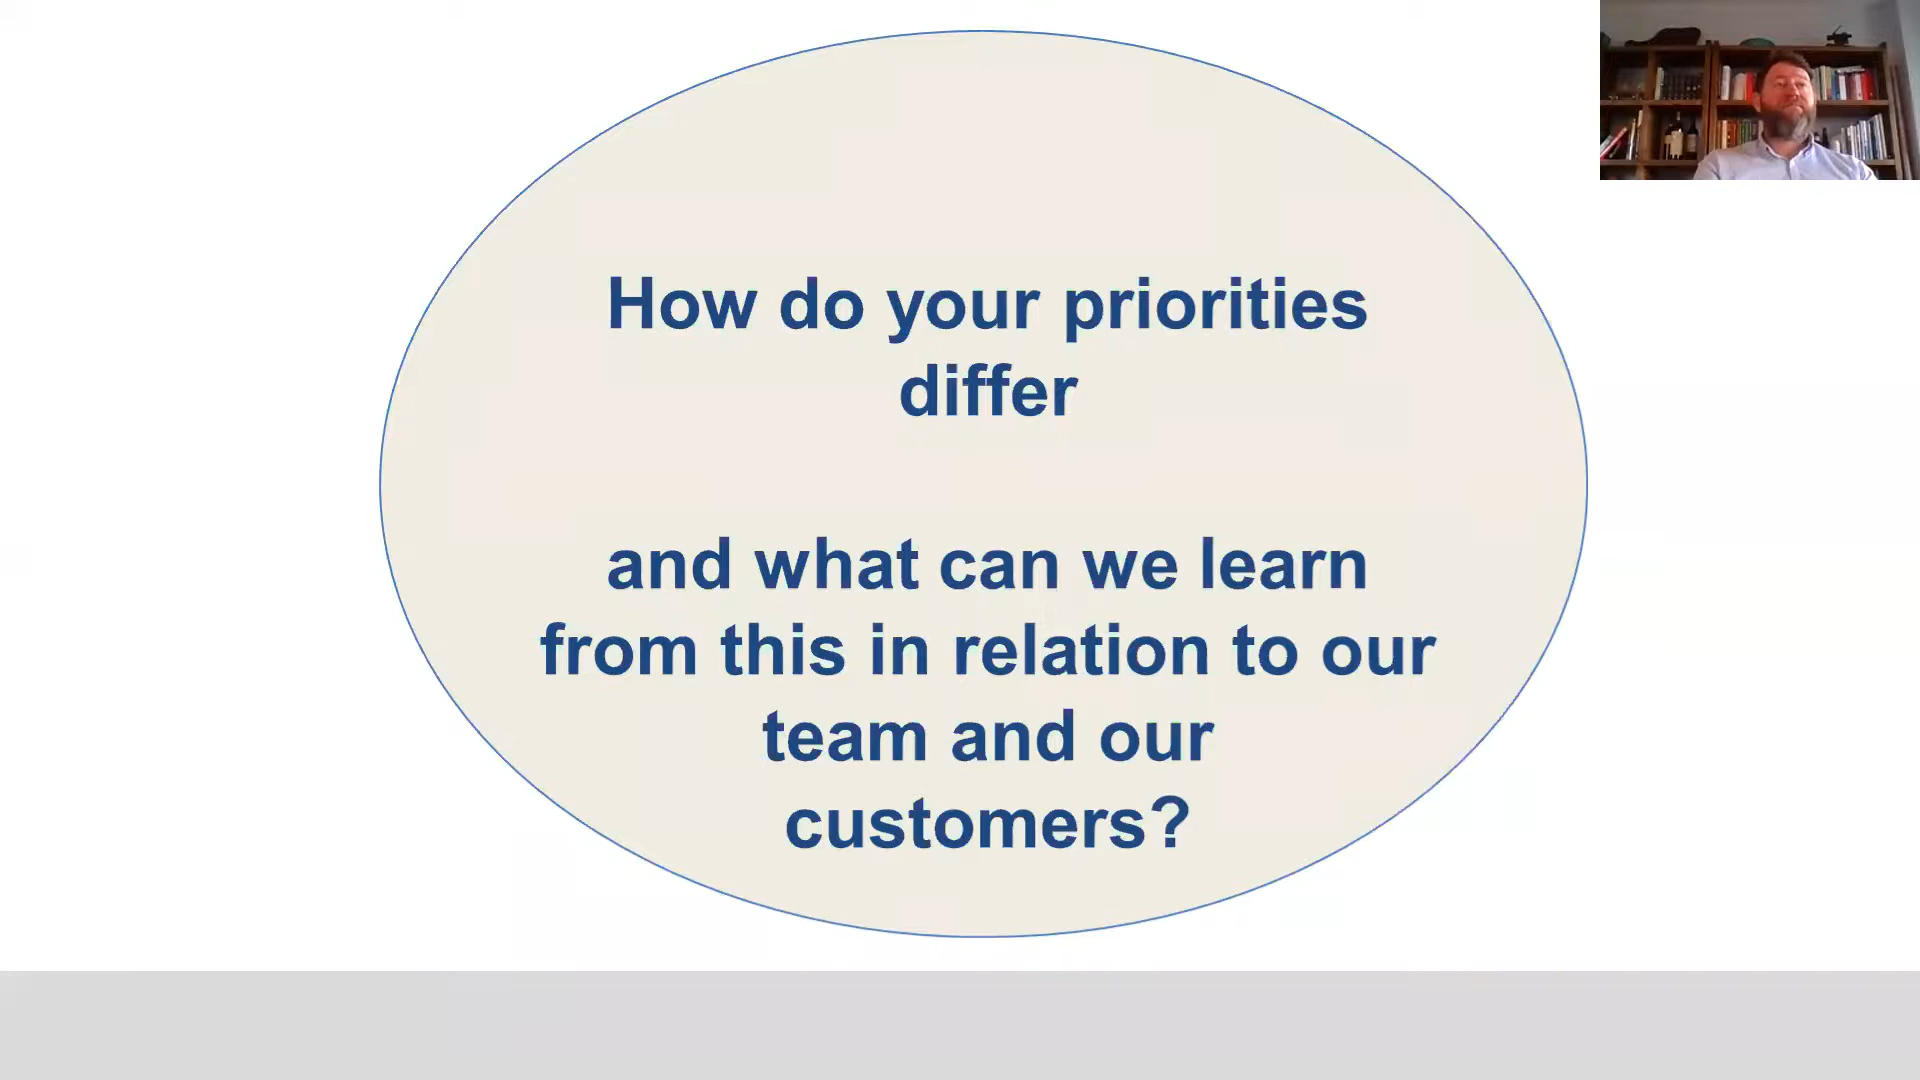 How do your priorities
differ
and what can we learn
from this in relation to our
team and our
customers?